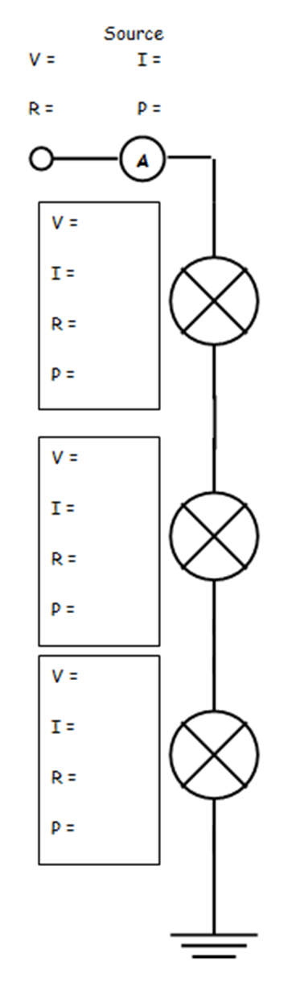 Source
V = I =
R = P =
A
V =
I =
R =
P =
V =
I =
R =
P =
V =
I =
R =
P =